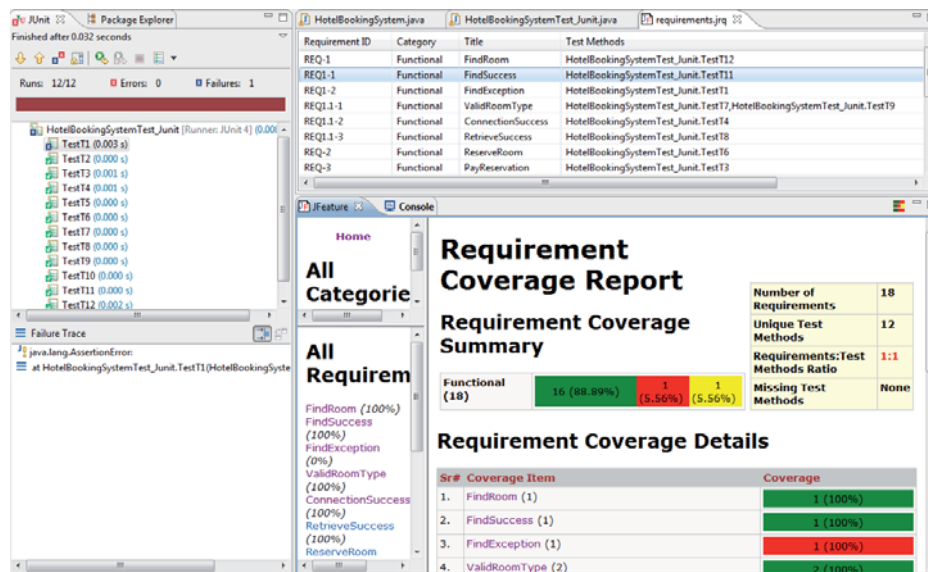 JUnit
Package Explorer
Finished after 0.032 seconds
Runs: 12/12 Errors: 0 Failures: 1
HotelBookingSystemTest_Junit [Runner: JUnit 4] (0.00
TestT1 (0.003 s)
TestT2 (0.000 s)
TestT3 (0.001 s)
TestT4 (0.001 s)
TestT5 (0.000 s)
TestT6 (0.000 s)
TestT7 (0.000 s)
TestT8 (0.000 s)
TestT9 (0.000 s)
TestT10 (0.000 s)
TestT11 (0.000 s)
TestT12 (0.002 s)
Failure Trace
java.lang.AssertionError:
at HotelBookingSystemTest_Junit.TestT1(HotelBookingSyste
HotelBookingSystem.java
HotelBookingSystemTest_Junit.java
requirements.jrq
Requirement ID Category Title Test Methods
REQ-1 Functional FindRoom HotelBookingSystemTest_Junit.TestT12
REQ1-1 Functional FindSuccess HotelBookingSystemTest_Junit.TestT11
REQ1-2 Functional FindException HotelBookingSystemTest_Junit.TestT1
REQ1.1-1 Functional ValidRoomType HotelBookingSystemTest_Junit.TestT7,HotelBookingSystemTest_Junit.TestT9
REQ1.1-2 Functional ConnectionSuccess HotelBookingSystemTest_Junit.TestT4
REQ1.1-3 Functional RetrieveSuccess HotelBookingSystemTest_Junit.TestT8
REQ-2 Functional ReserveRoom HotelBookingSystemTest_Junit.TestT6
REQ-3 Functional PayReservation HotelBookingSystemTest_Junit.TestT3
JFeature
Console
Home
All
Categorie
All
Requirem
FindRoom (100%)
FindSuccess
(100%)
FindException
(0%)
ValidRoomType
(100%)
ConnectionSuccess
(100%)
RetrieveSuccess
(100%)
ReserveRoom
Requirement
Coverage Report
Number of
Requirements 18
Unique Test
Methods 12
Requirements:Test
Methods Ratio 1:1
Missing Test
Methods None
Requirement Coverage
Summary
Functional
(18) 16 (88.89%) 1
(5.56%) 1
(5.56%)
Requirement Coverage Details
Sr# Coverage Item Coverage
1. FindRoom (1) 1 (100%)
2. FindSuccess (1) 1 (100%)
3. FindException (1) 1 (100%)
4. ValidRoomType (2) 2 (100%)